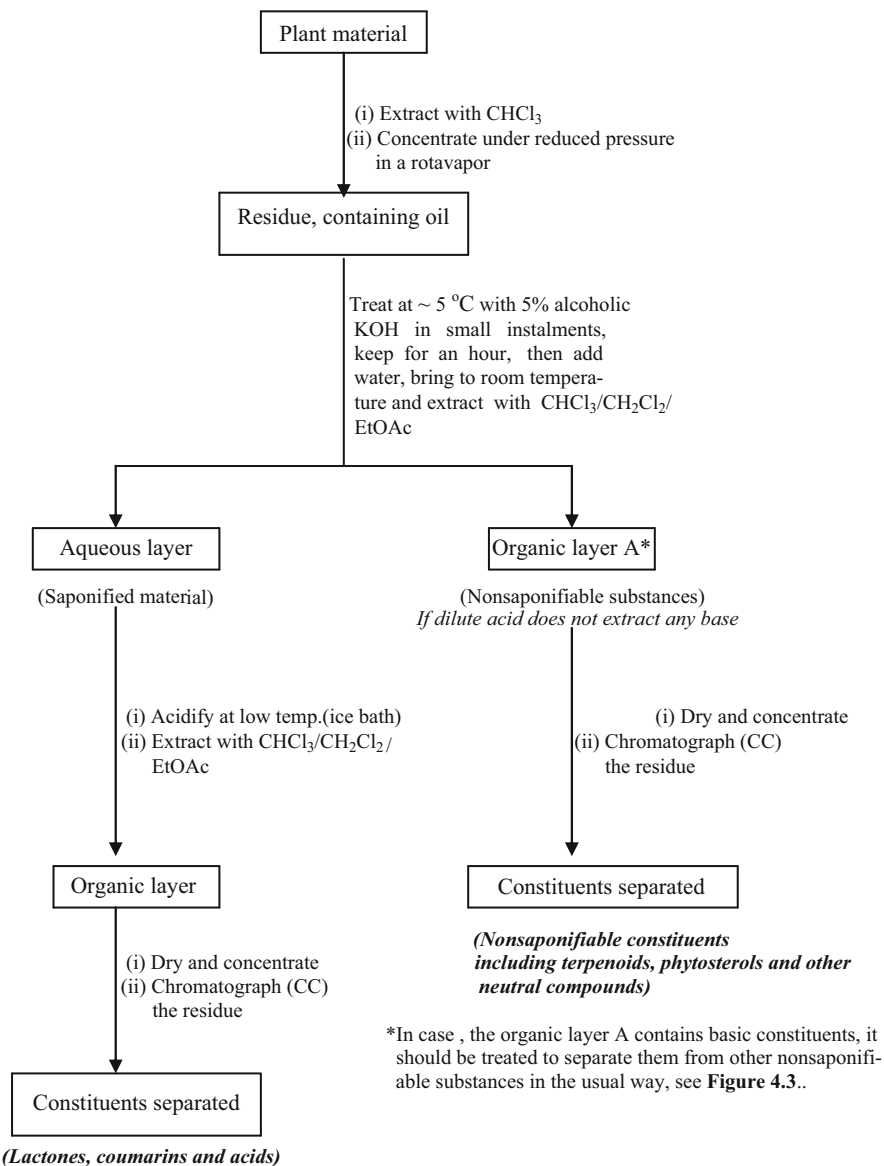 Plant material
(i) Extract with CHCl₃
(ii) Concentrate under reduced pressure
in a rotavapor
Residue, containing oil
Treat at ~ 5 °C with 5% alcoholic
KOH in small instalments,
keep for an hour, then add
water, bring to room tempera-
ture and extract with CHCl₃/CH₂Cl₂/
EtOAc
Aqueous layer
(Saponified material)
(i) Acidify at low temp.(ice bath)
(ii) Extract with CHCl₃/CH₂Cl₂/
EtOAc
Organic layer
(i) Dry and concentrate
(ii) Chromatograph (CC)
the residue
Constituents separated
(Lactones, coumarins and acids)
Organic layer A*
(Nonsaponifiable substances)
If dilute acid does not extract any base
(i) Dry and concentrate
(ii) Chromatograph (CC)
the residue
Constituents separated
(Nonsaponifiable constituents
including terpenoids, phytosterols and other
neutral compounds)
*In case , the organic layer A contains basic constituents, it
should be treated to separate them from other nonsaponifi-
able substances in the usual way, see Figure 4.3..